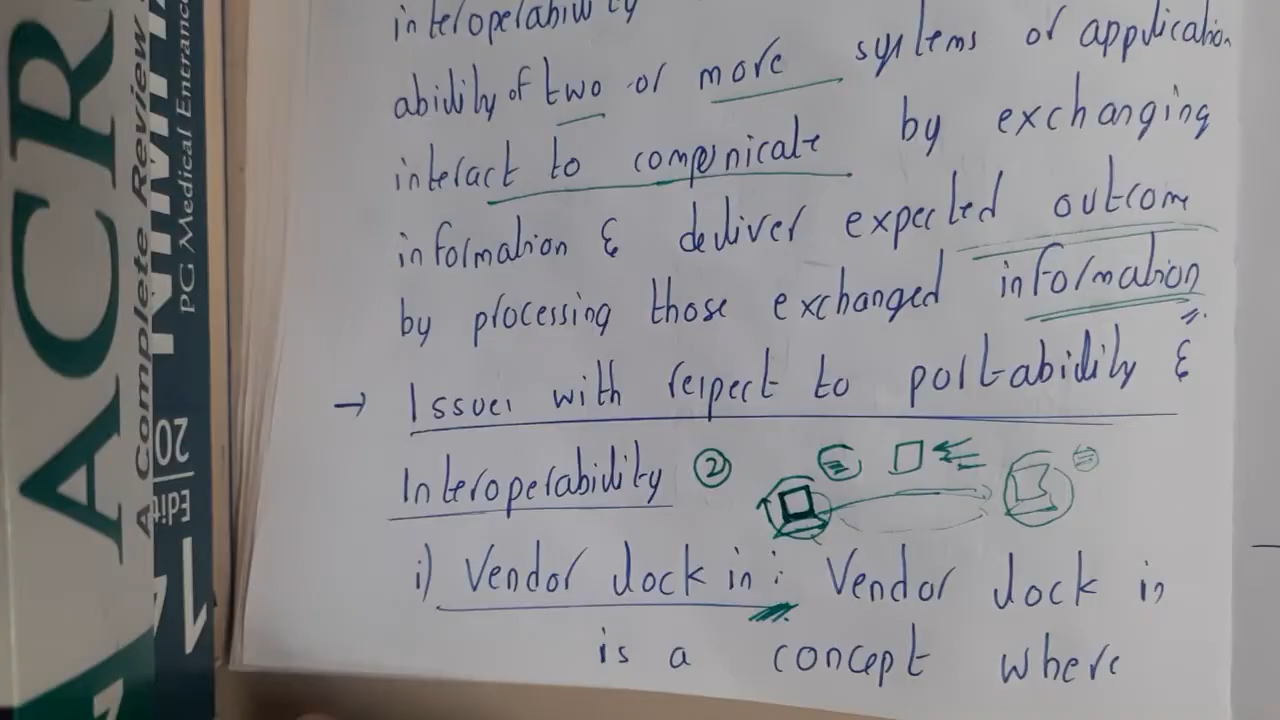 interoperability
ability of two or more systems or application
interact to communicate by exchanging
information & deliver expected outcom
by processing those exchanged information
→ Issues with respect to portability &
Interoperability ②
i) Vendor lock in : Vendor lock in
is a concept where
ACR
A Complete Review
NIMH
PG Medical Entrance
20
Edit